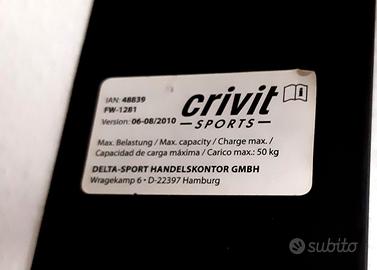 IAN: 48839
FW-1281
Version: 06-08/2010
crivit
SPORTS
Max. Belastung / Max. capacity / Charge max. /
Capacidad de carga máxima / Carico max.: 50 kg
DELTA-SPORT HANDELSKONTOR GMBH
Wragekamp 6 • D-22397 Hamburg
subito